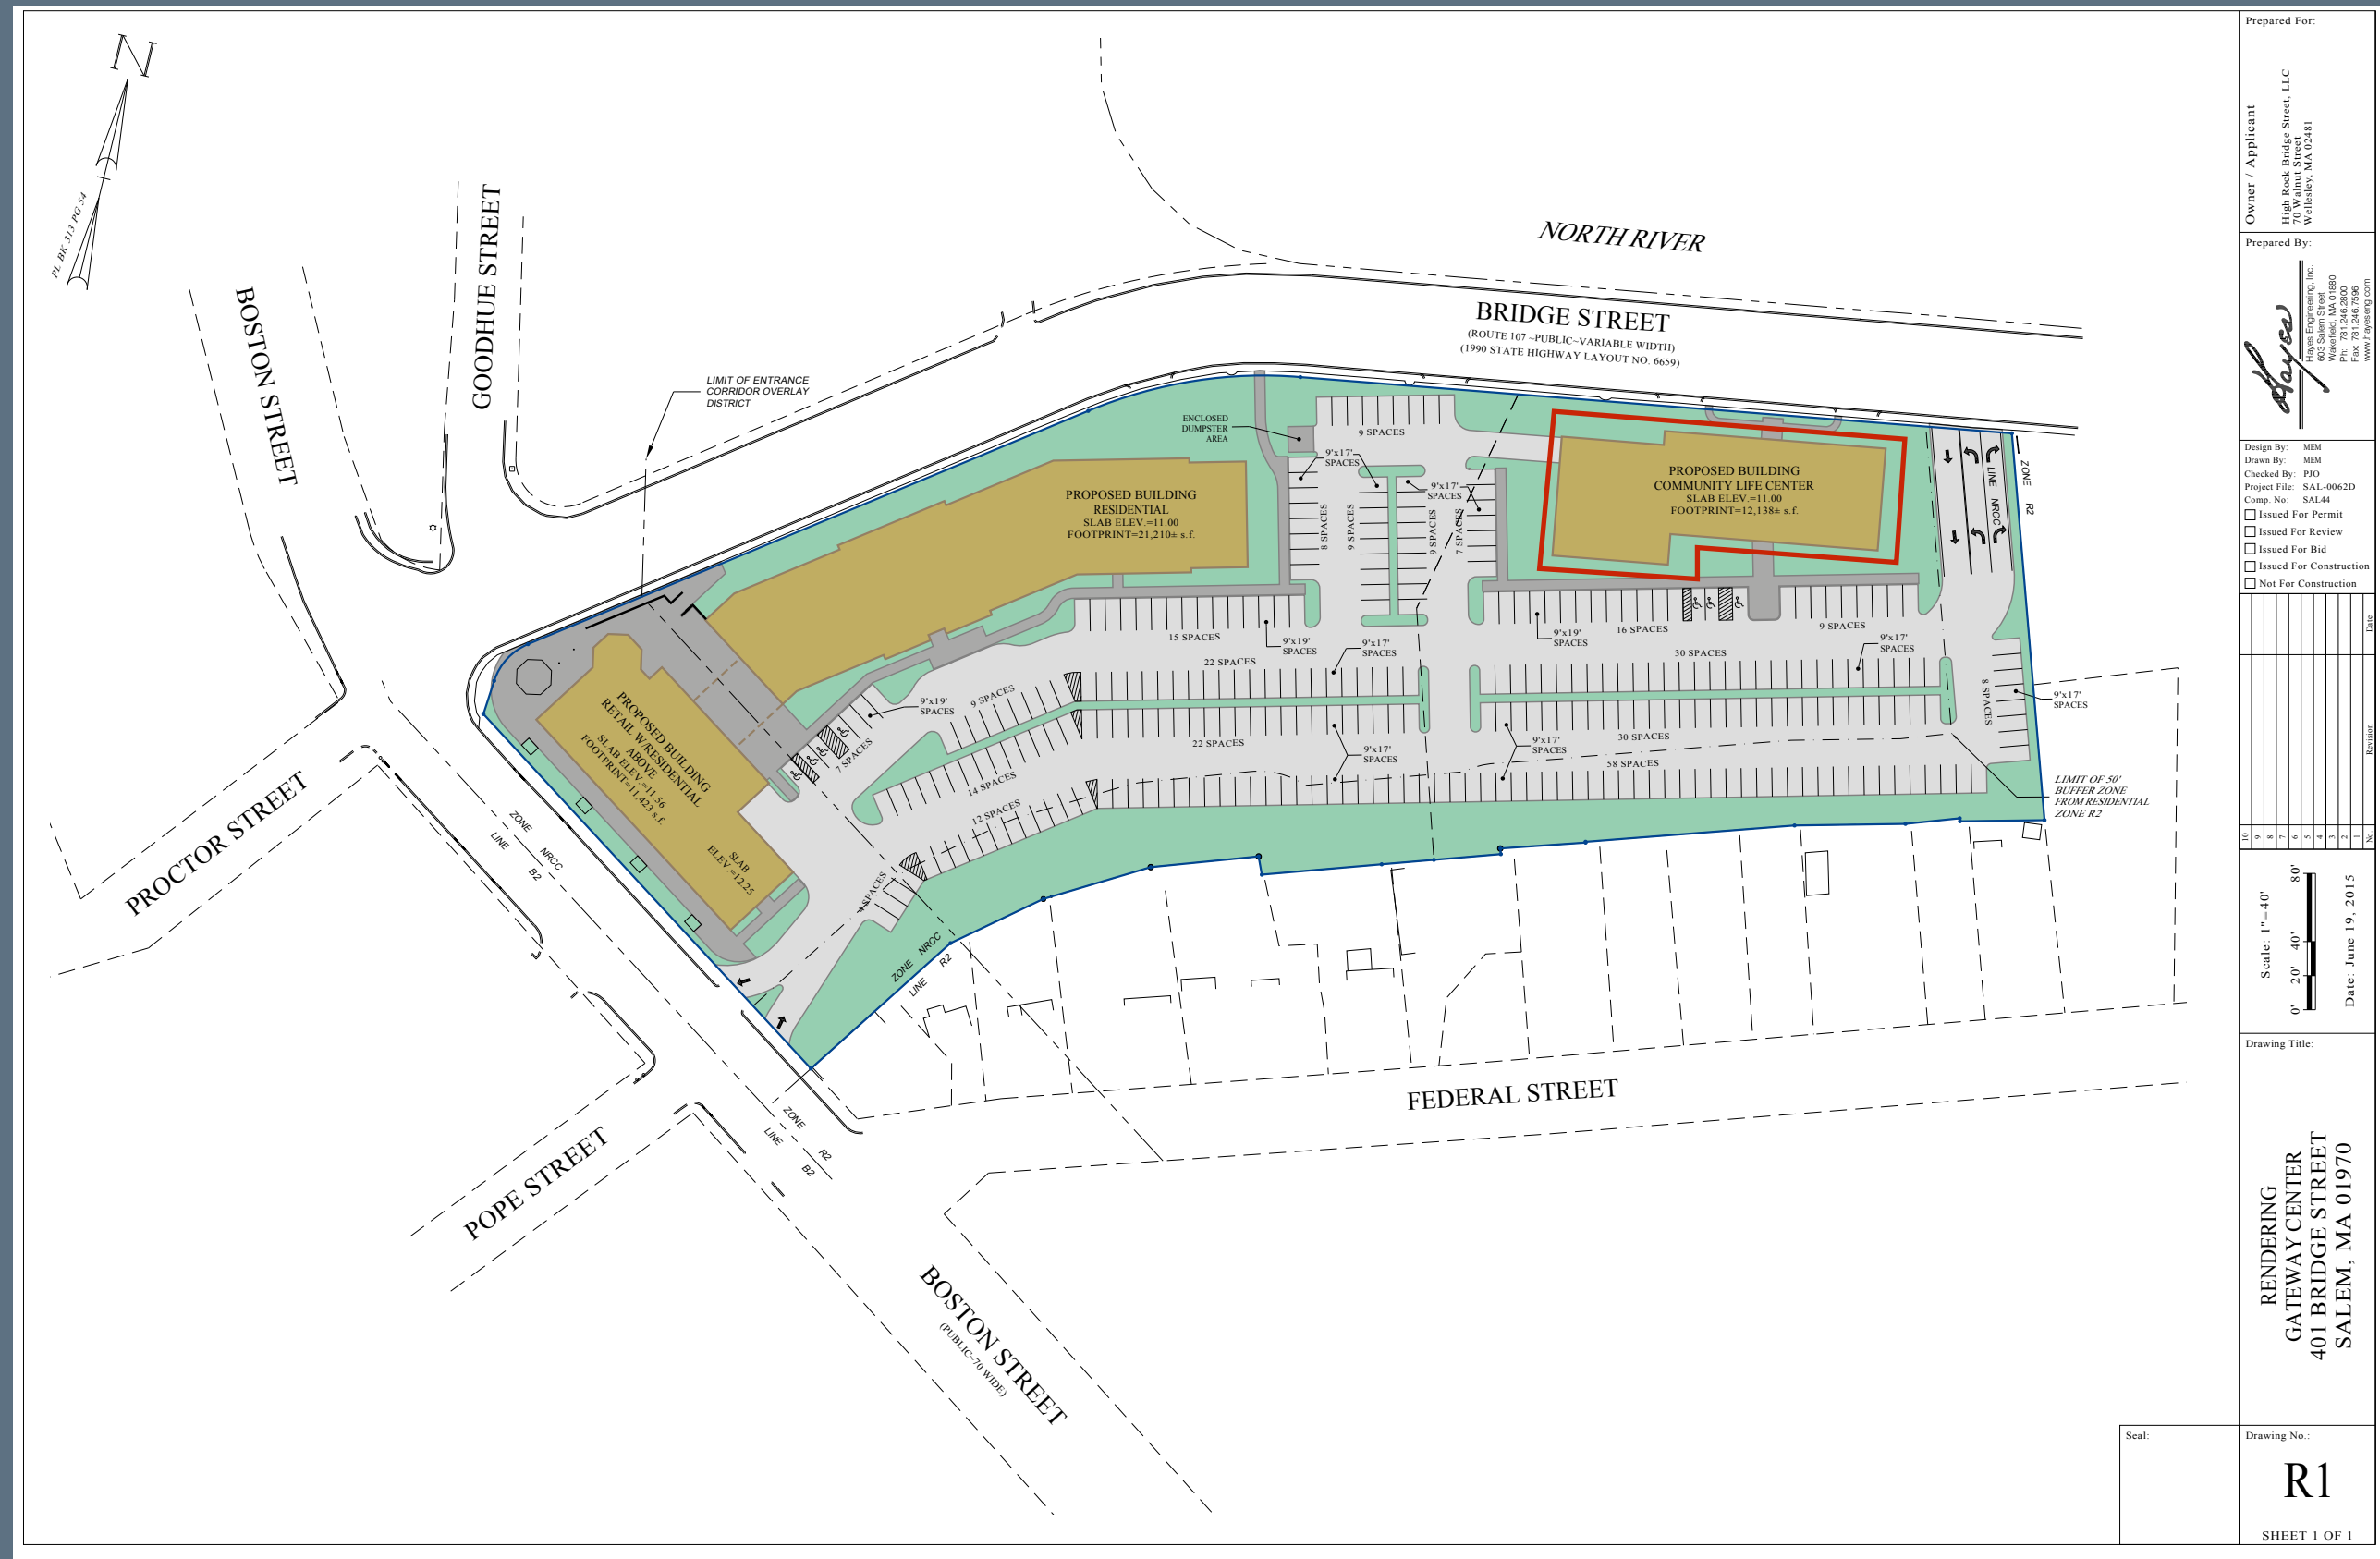 N
PL BK 313 PG 54
BOSTON STREET
GOODHUE STREET
LIMIT OF ENTRANCE
CORRIDOR OVERLAY
DISTRICT
NORTH RIVER
BRIDGE STREET
(ROUTE 107 ~PUBLIC~VARIABLE WIDTH)
(1990 STATE HIGHWAY LAYOUT NO. 6659)
ENCLOSED
DUMPSTER
AREA
9 SPACES
9'x17'
SPACES
9'x17'
SPACES
8 SPACES
9 SPACES
9 SPACES
7 SPACES
PROPOSED BUILDING
RESIDENTIAL
SLAB ELEV.=11.00
FOOTPRINT=21,210± s.f.
PROPOSED BUILDING
COMMUNITY LIFE CENTER
SLAB ELEV.=11.00
FOOTPRINT=12,138± s.f.
LINE NRCC
ZONE R2
15 SPACES
9'x19'
SPACES
9'x17'
SPACES
9'x19'
SPACES
16 SPACES
9 SPACES
9'x17'
SPACES
22 SPACES
30 SPACES
8 SPACES
9'x17'
SPACES
9'x19'
SPACES
9 SPACES
7 SPACES
14 SPACES
12 SPACES
4 SPACES
22 SPACES
9'x17'
SPACES
9'x17'
SPACES
30 SPACES
58 SPACES
LIMIT OF 50'
BUFFER ZONE
FROM RESIDENTIAL
ZONE R2
PROPOSED BUILDING
RETAIL W/RESIDENTIAL
ABOVE
SLAB ELEV.=11.56
FOOTPRINT=11,423 s.f.
SLAB
ELEV.=12.25
PROCTOR STREET
ZONE NRCC
LINE B2
ZONE NRCC
LINE R2
ZONE R2
LINE B2
POPE STREET
FEDERAL STREET
BOSTON STREET
(PUBLIC~70 WIDE)
Prepared For:
Owner / Applicant
High Rock Bridge Street, LLC
70 Walnut Street
Wellesley, MA 02481
Prepared By:
Hayes
Hayes Engineering, Inc.
603 Salem Street
Wakefield, MA 01880
Ph: 781.246.2800
Fax: 781.246.7596
www.hayeseng.com
Design By: MEM
Drawn By: MEM
Checked By: PJO
Project File: SAL-0062D
Comp. No: SAL44
Issued For Permit
Issued For Review
Issued For Bid
Issued For Construction
Not For Construction
No. Revision Date
10
9
8
7
6
5
4
3
2
1
Scale: 1"=40'
0' 20' 40' 80'
Date: June 19, 2015
Drawing Title:
RENDERING
GATEWAY CENTER
401 BRIDGE STREET
SALEM, MA 01970
Seal:
Drawing No.:
R1
SHEET 1 OF 1